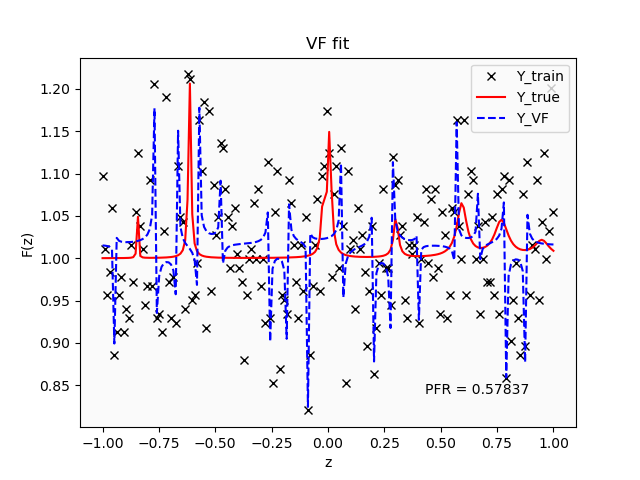 VF fit
Y_train
Y_true
Y_VF
1.20
1.15
1.10
1.05
1.00
0.95
0.90
0.85
F(z)
PFR = 0.57837
−1.00 −0.75 −0.50 −0.25 0.00 0.25 0.50 0.75 1.00
z